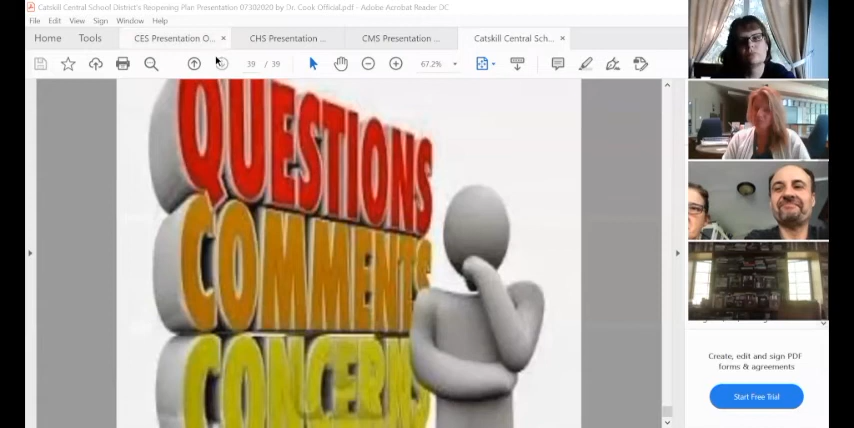 Catskill Central School District's Reopening Plan Presentation 07302020 by Dr. Cook Official.pdf - Adobe Acrobat Reader DC
File Edit View Sign Window Help
Home Tools CES Presentation O... × CHS Presentation ... CMS Presentation ... Catskill Central Sch... ×
39 / 39 67.2%
QUESTIONS
COMMENTS
CONCERNS
Create, edit and sign PDF
forms & agreements
Start Free Trial